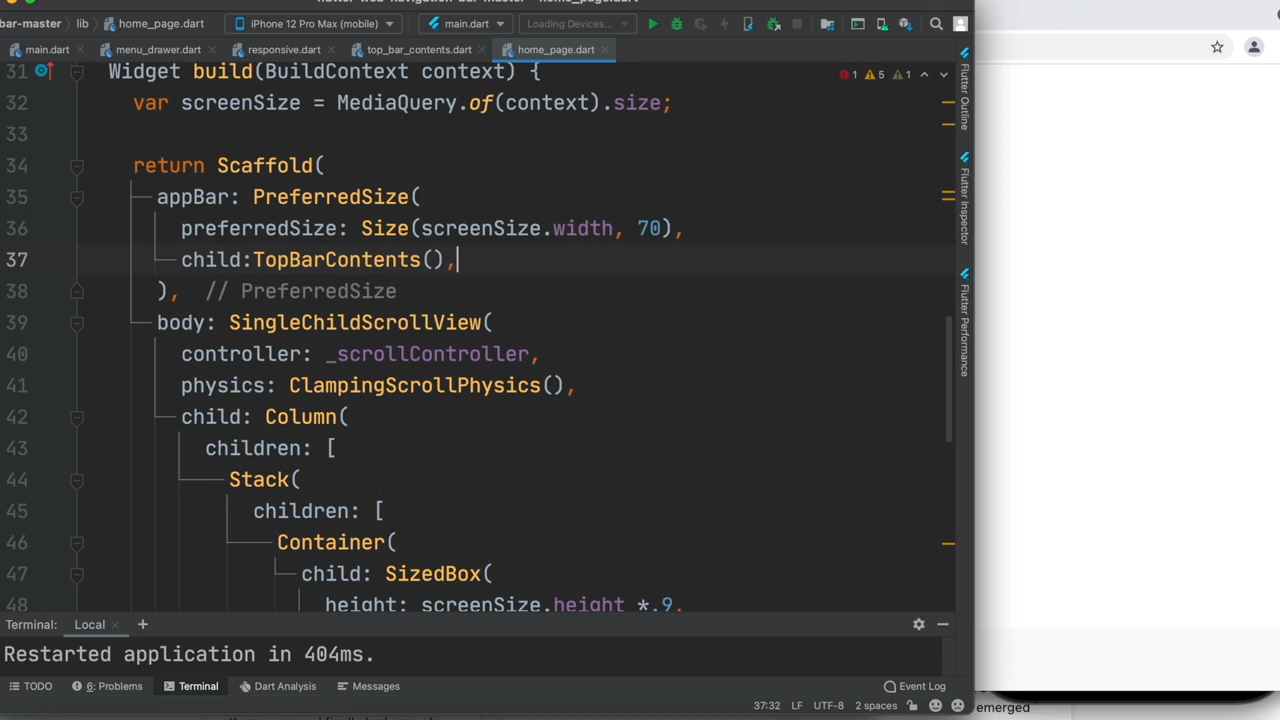 bar-master lib home_page.dart iPhone 12 Pro Max (mobile) main.dart Loading Devices...
main.dart menu_drawer.dart responsive.dart top_bar_contents.dart home_page.dart
31 Widget build(BuildContext context) { 1 5 1
32 var screenSize = MediaQuery.of(context).size;
33
34 return Scaffold(
35 appBar: PreferredSize(
36 preferredSize: Size(screenSize.width, 70),
37 child:TopBarContents(),
38 ), // PreferredSize
39 body: SingleChildScrollView(
40 controller: _scrollController,
41 physics: ClampingScrollPhysics(),
42 child: Column(
43 children: [
44 Stack(
45 children: [
46 Container(
47 child: SizedBox(
48 height: screenSize.height *.9,
Flutter Outline
Flutter Inspector
Flutter Performance
Terminal: Local +
Restarted application in 404ms.
TODO 6: Problems Terminal Dart Analysis Messages Event Log
37:32 LF UTF-8 2 spaces
emerged